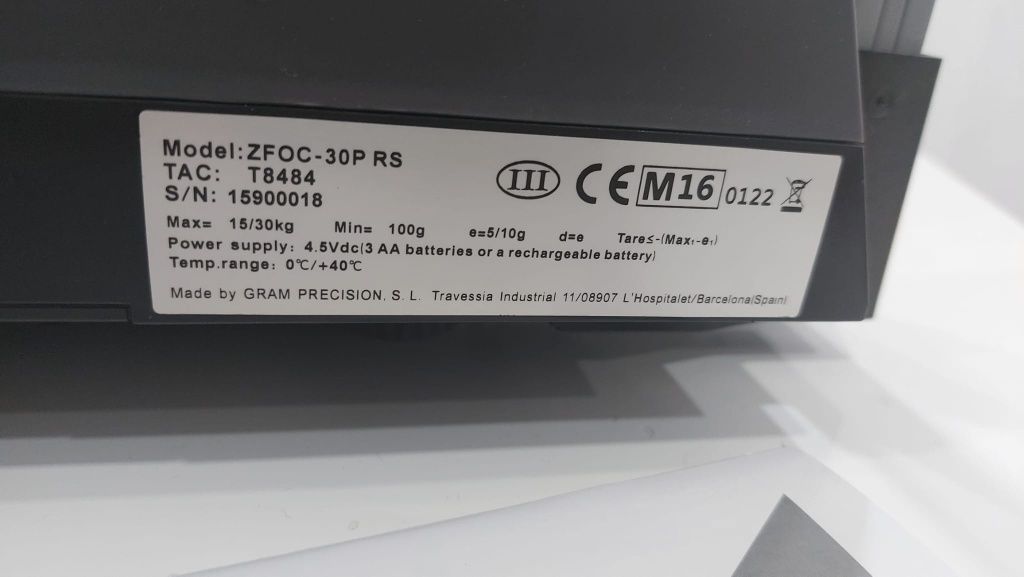 Model: ZFOC-30P RS
TAC: T8484
S/N: 15900018
III CE M16 0122
Max= 15/30kg Min= 100g e=5/10g d=e Tare≤-(Max₁-e₁)
Power supply: 4.5Vdc(3 AA batteries or a rechargeable battery)
Temp.range: 0℃/+40℃
Made by GRAM PRECISION, S. L. Travessia Industrial 11/08907 L'Hospitalet/Barcelona(Spain)